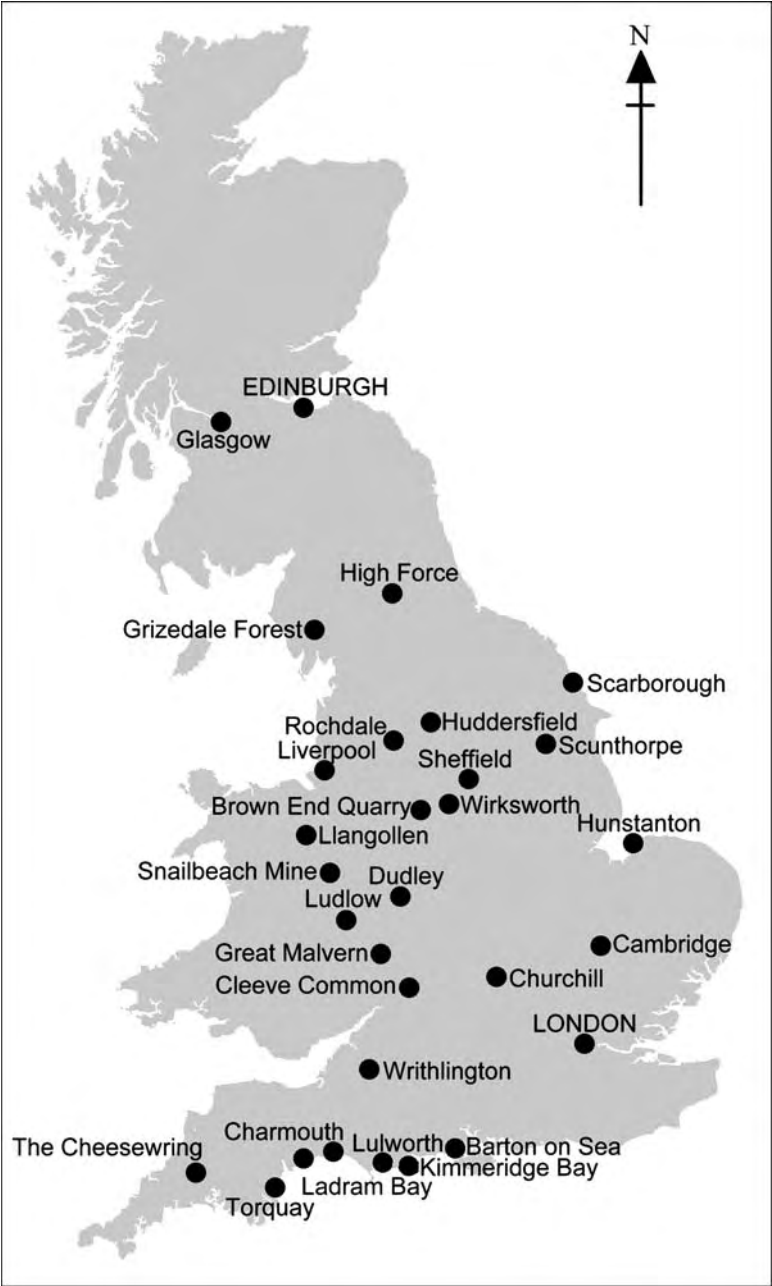 N
EDINBURGH
Glasgow
High Force
Grizedale Forest
Scarborough
Huddersfield
Rochdale
Scunthorpe
Liverpool
Sheffield
Brown End Quarry
Wirksworth
Hunstanton
Llangollen
Snailbeach Mine
Dudley
Ludlow
Great Malvern
Cambridge
Churchill
Cleeve Common
LONDON
Writhlington
Charmouth
Lulworth
Barton on Sea
The Cheesewring
Kimmeridge Bay
Ladram Bay
Torquay